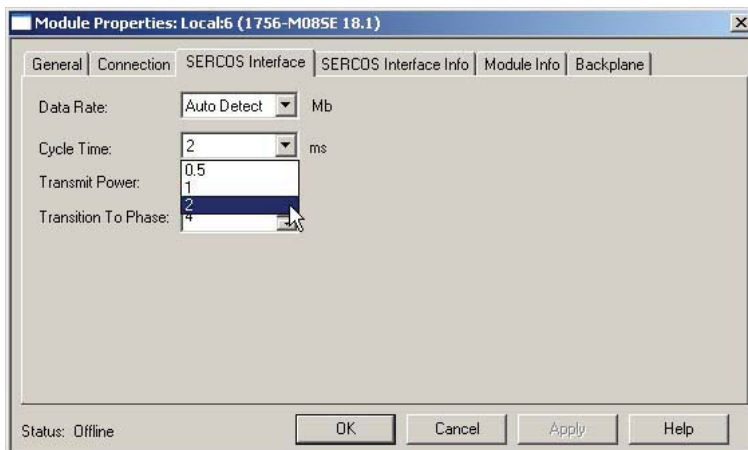 Module Properties: Local:6 (1756-M08SE 18.1)
General Connection SERCOS Interface SERCOS Interface Info Module Info Backplane
Data Rate: Auto Detect Mb
Cycle Time: 2 ms
0.5
Transmit Power: 1
2
Transition To Phase: 4
Status: Offline OK Cancel Apply Help